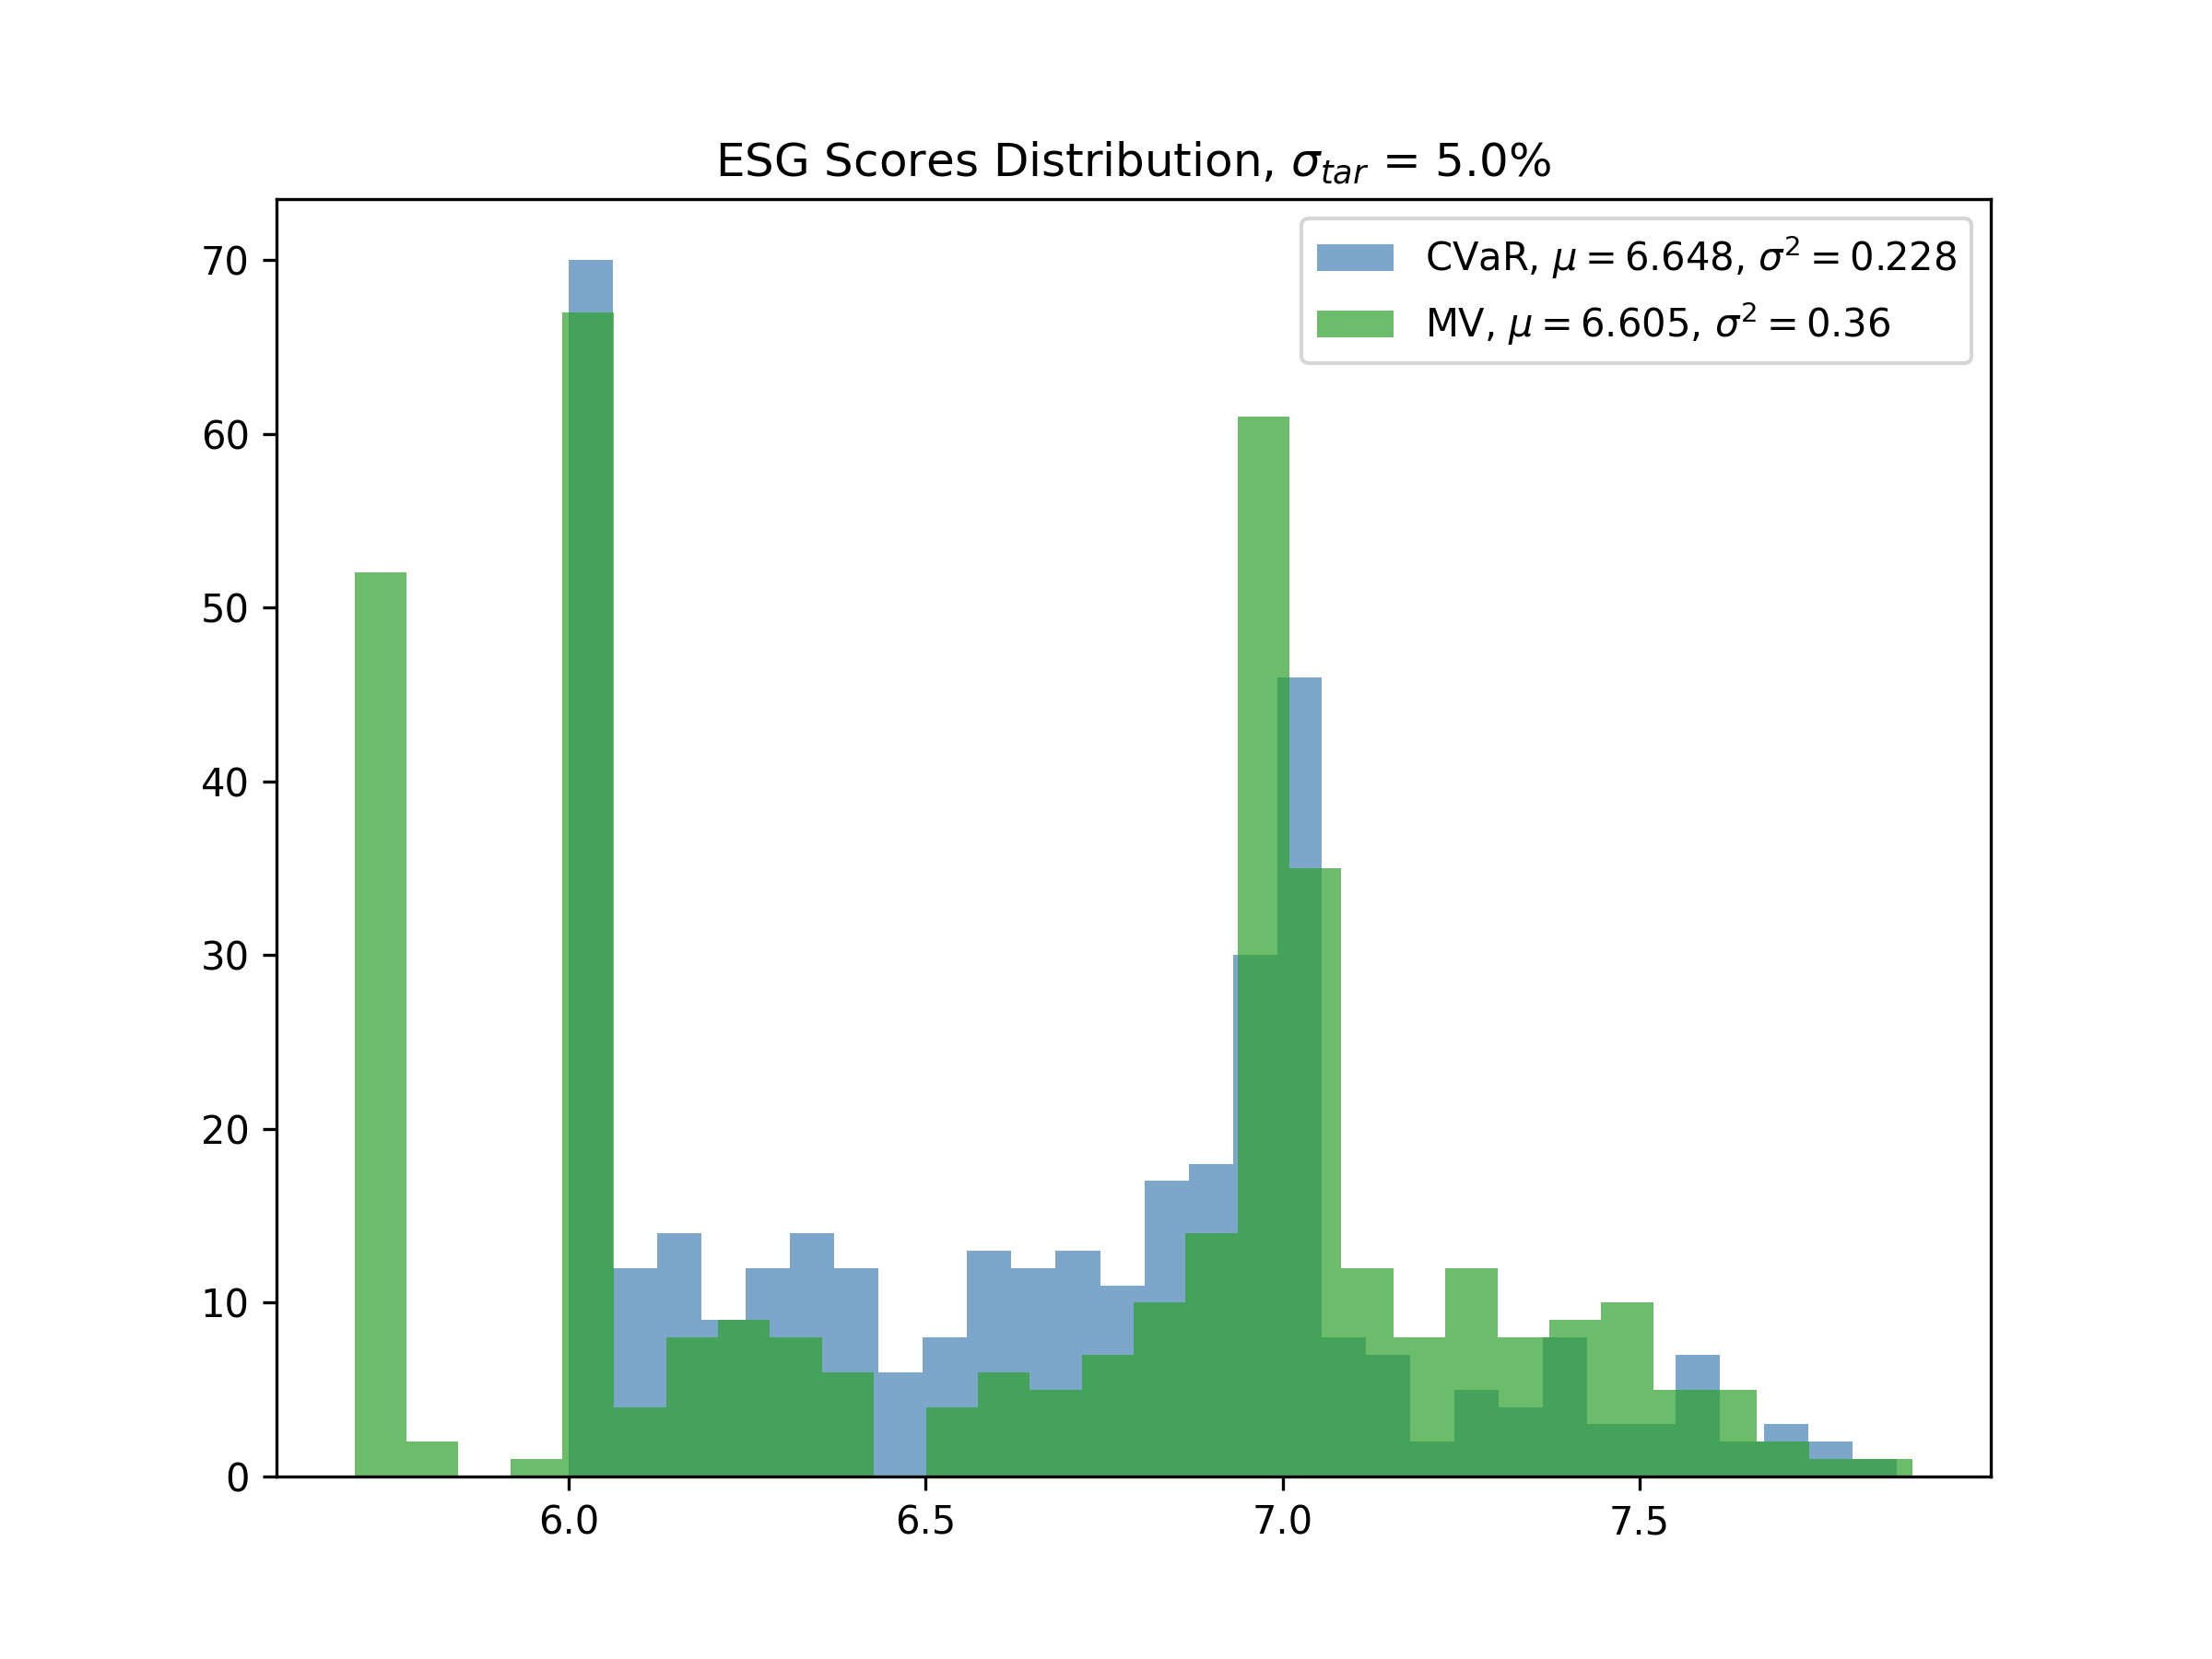 ESG Scores Distribution, σ_tar = 5.0%
CVaR, μ = 6.648, σ² = 0.228
MV, μ = 6.605, σ² = 0.36
70
60
50
40
30
20
10
0
6.0 6.5 7.0 7.5